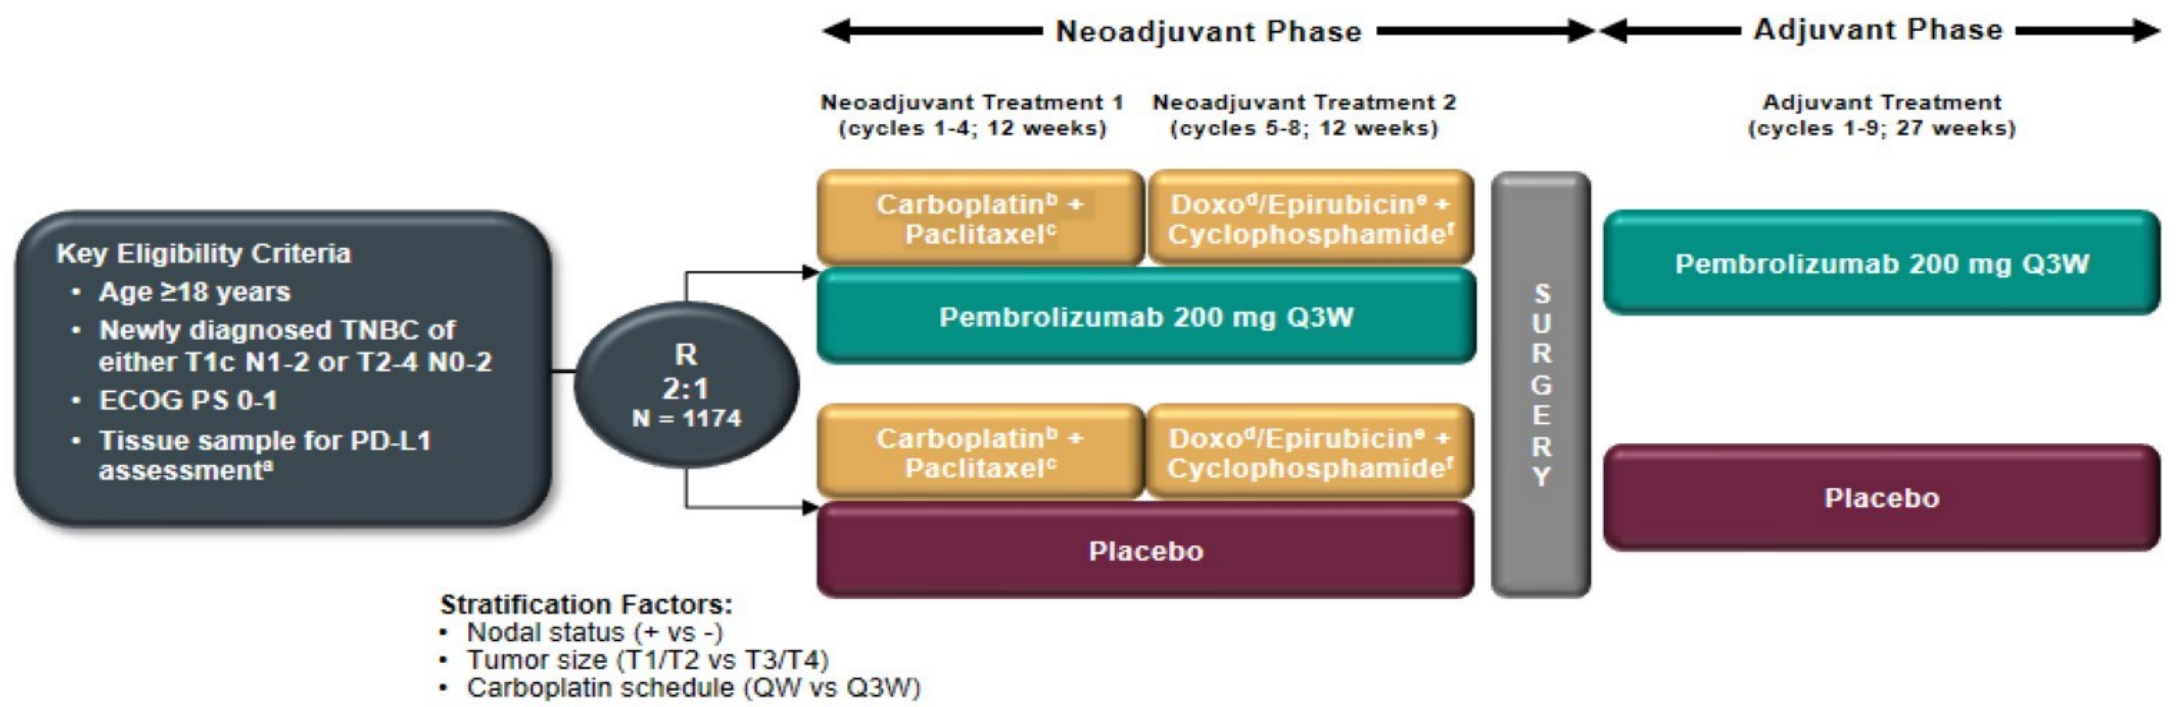 Neoadjuvant Phase
Adjuvant Phase
Neoadjuvant Treatment 1
(cycles 1-4; 12 weeks)
Neoadjuvant Treatment 2
(cycles 5-8; 12 weeks)
Adjuvant Treatment
(cycles 1-9; 27 weeks)
Key Eligibility Criteria
• Age ≥18 years
• Newly diagnosed TNBC of
either T1c N1-2 or T2-4 N0-2
• ECOG PS 0-1
• Tissue sample for PD-L1
assessmentᵃ
R
2:1
N = 1174
Carboplatinᵇ +
Paclitaxelᶜ
Doxoᵈ/Epirubicinᵉ +
Cyclophosphamideᶠ
Pembrolizumab 200 mg Q3W
Carboplatinᵇ +
Paclitaxelᶜ
Doxoᵈ/Epirubicinᵉ +
Cyclophosphamideᶠ
Placebo
S
U
R
G
E
R
Y
Pembrolizumab 200 mg Q3W
Placebo
Stratification Factors:
• Nodal status (+ vs -)
• Tumor size (T1/T2 vs T3/T4)
• Carboplatin schedule (QW vs Q3W)